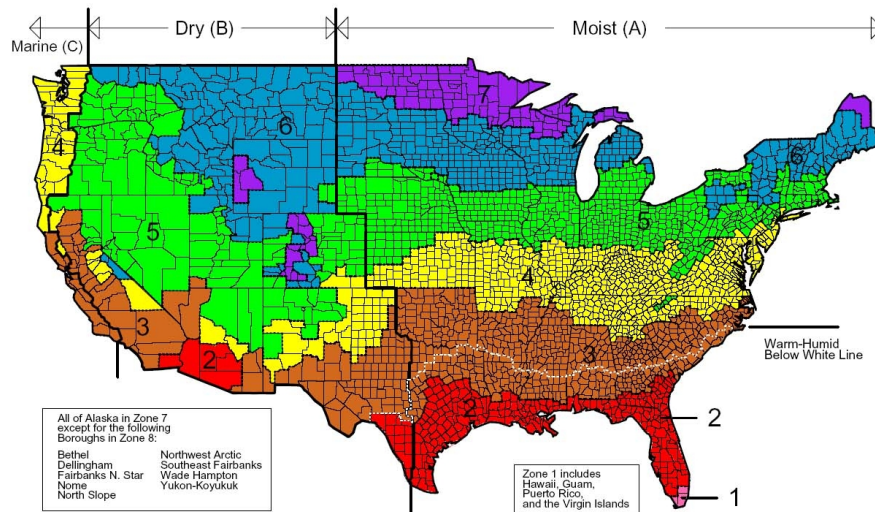 Marine (C)
Dry (B)
Moist (A)
7
6
6
4
5
5
4
3
3
2
2
2
1
Warm-Humid
Below White Line
All of Alaska in Zone 7
except for the following
Boroughs in Zone 8:
Bethel
Dellingham
Fairbanks N. Star
Nome
North Slope
Northwest Arctic
Southeast Fairbanks
Wade Hampton
Yukon-Koyukuk
Zone 1 includes
Hawaii, Guam,
Puerto Rico,
and the Virgin Islands